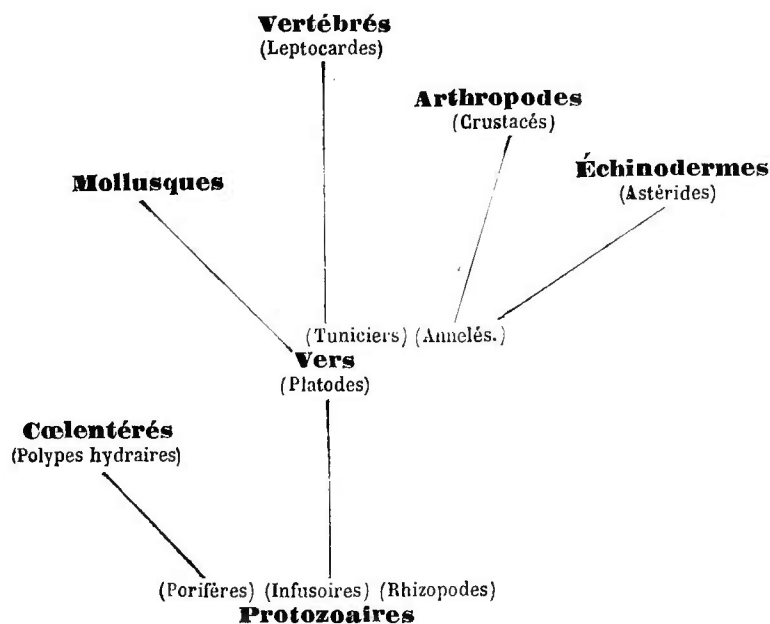 Vertébrés
(Leptocardes)
Arthropodes
(Crustacés)
Mollusques
Échinodermes
(Astérides)
(Tuniciers) (Annelés.)
Vers
(Platodes)
Cœlentérés
(Polypes hydraires)
(Porifères) (Infusoires) (Rhizopodes)
Protozoaires